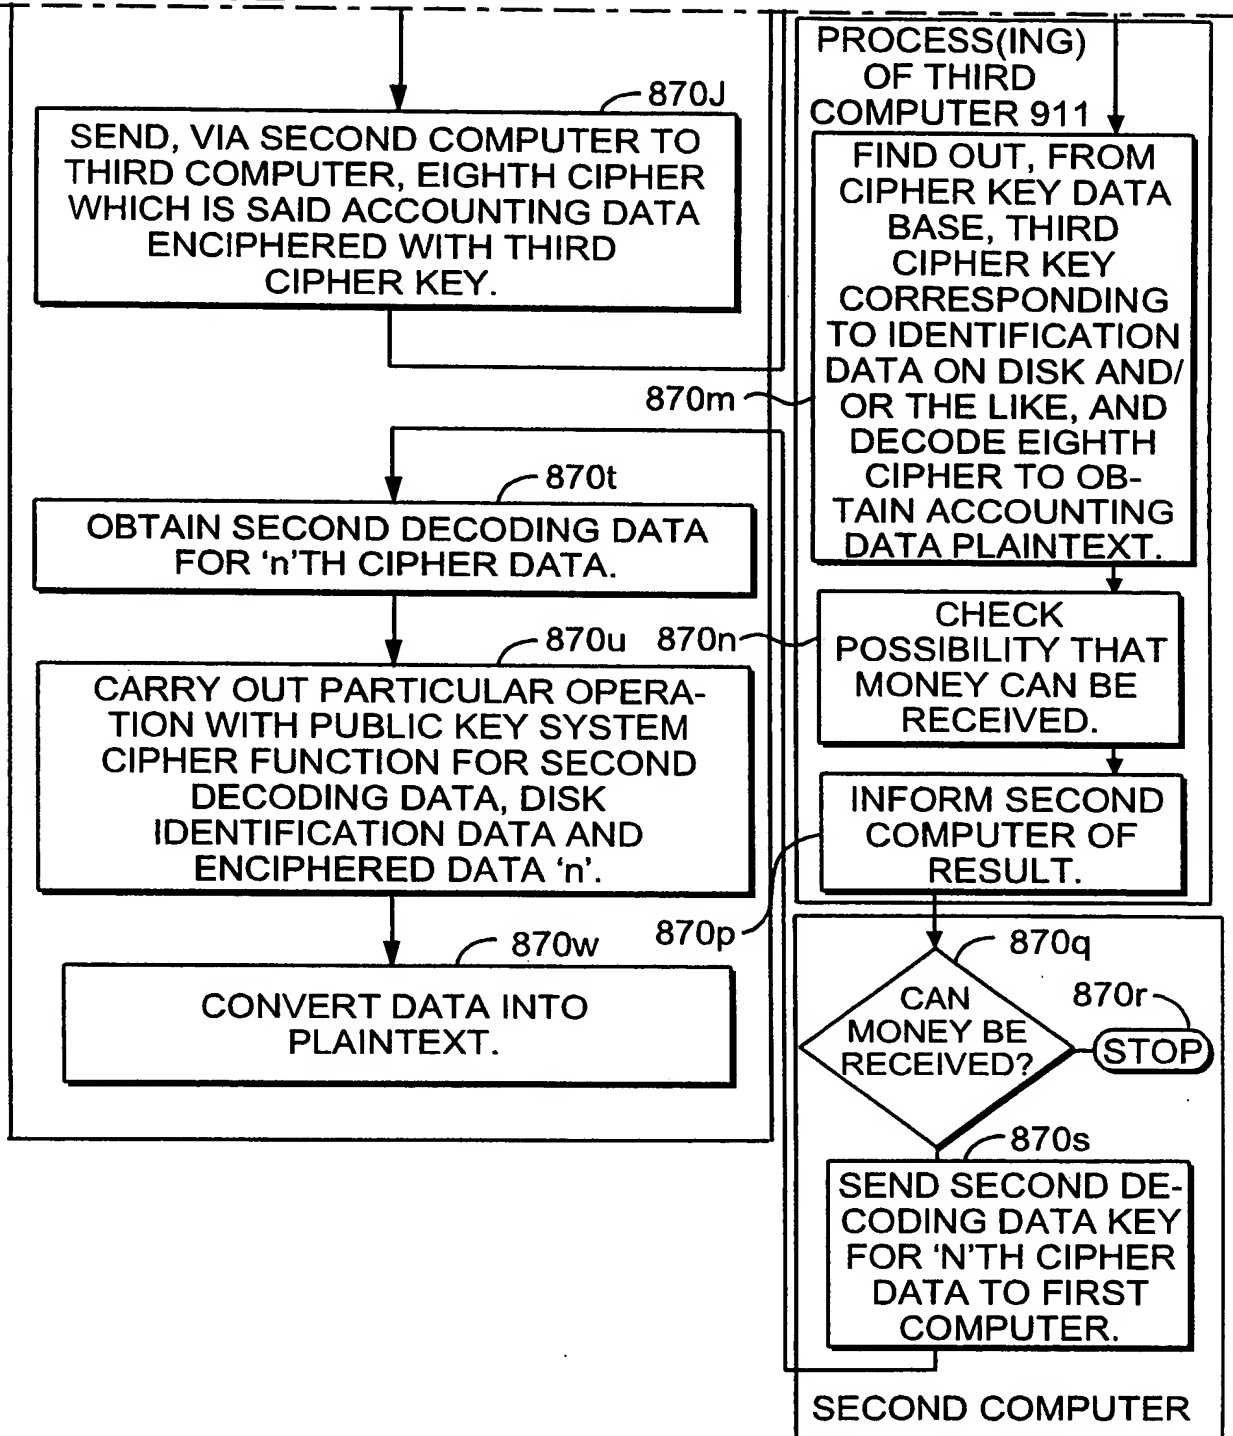 870J
SEND, VIA SECOND COMPUTER TO
THIRD COMPUTER, EIGHTH CIPHER
WHICH IS SAID ACCOUNTING DATA
ENCIPHERED WITH THIRD
CIPHER KEY.
870t
OBTAIN SECOND DECODING DATA
FOR ‘n’TH CIPHER DATA.
870u
CARRY OUT PARTICULAR OPERA-
TION WITH PUBLIC KEY SYSTEM
CIPHER FUNCTION FOR SECOND
DECODING DATA, DISK
IDENTIFICATION DATA AND
ENCIPHERED DATA ‘n’.
870w
CONVERT DATA INTO
PLAINTEXT.
PROCESS(ING)
OF THIRD
COMPUTER 911
870m
FIND OUT, FROM
CIPHER KEY DATA
BASE, THIRD
CIPHER KEY
CORRESPONDING
TO IDENTIFICATION
DATA ON DISK AND/
OR THE LIKE, AND
DECODE EIGHTH
CIPHER TO OB-
TAIN ACCOUNTING
DATA PLAINTEXT.
870n
CHECK
POSSIBILITY THAT
MONEY CAN BE
RECEIVED.
870p
INFORM SECOND
COMPUTER OF
RESULT.
870q
CAN
MONEY BE
RECEIVED?
870r
STOP
870s
SEND SECOND DE-
CODING DATA KEY
FOR ‘N’TH CIPHER
DATA TO FIRST
COMPUTER.
SECOND COMPUTER